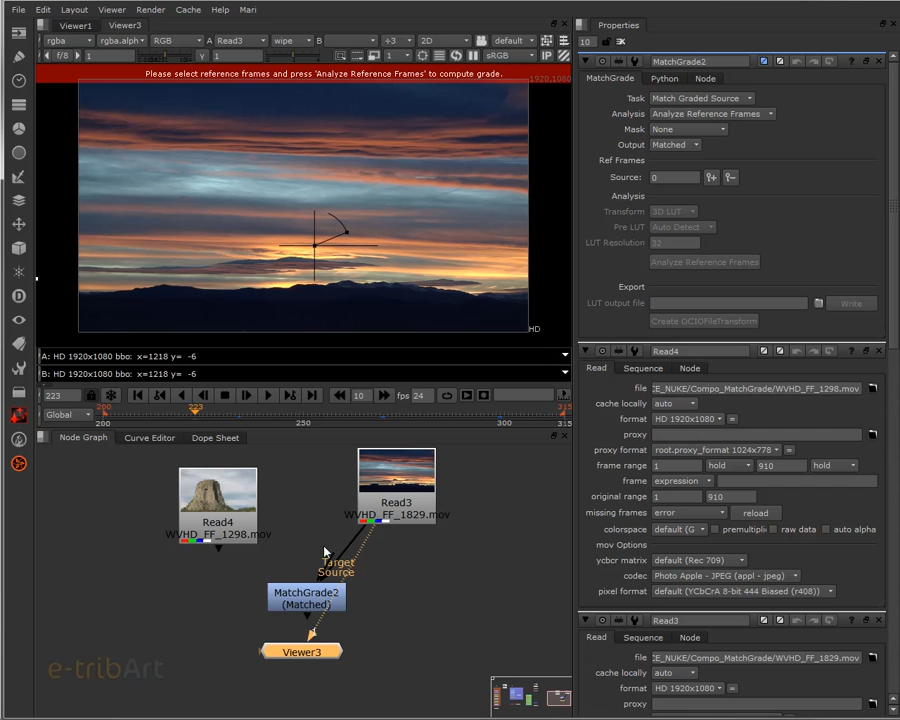 File Edit Layout Viewer Render Cache Help Mari
Viewer1 Viewer3
rgba rgba.alph RGB A Read3 wipe B ÷3 2D default
f/8 1 Y 1 1 sRGB IP
Please select reference frames and press 'Analyze Reference Frames' to compute grade.
1920,1080
HD
A: HD 1920x1080 bbo: x=1218 y= -6
B: HD 1920x1080 bbo: x=1218 y= -6
223 10 fps 24
Global 200 223 315
200 250 300 315
Node Graph Curve Editor Dope Sheet
Read4
WVHD_FF_1298.mov
Read3
WVHD_FF_1829.mov
Target
Source
MatchGrade2
(Matched)
1
Viewer3
e-tribArt
Properties
10
MatchGrade2
MatchGrade Python Node
Task Match Graded Source
Analysis Analyze Reference Frames
Mask None
Output Matched
Ref Frames
Source: 0
Analysis
Transform 3D LUT
Pre LUT Auto Detect
LUT Resolution 32
Analyze Reference Frames
Export
LUT output file Write
Create OCIOFileTransform
Read4
Read Sequence Node
file :E_NUKE/Compo_MatchGrade/WVHD_FF_1298.mov
cache locally auto
format HD 1920x1080 =
proxy
proxy format root.proxy_format 1024x778 =
frame range 1 hold 910 hold
frame expression
original range 1 910
missing frames error reload
colorspace default (G premultiplic raw data auto alpha
mov Options
ycbcr matrix default (Rec 709)
codec Photo Apple - JPEG (appl - jpeg)
pixel format default (YCbCrA 8-bit 444 Biased (r408))
Read3
Read Sequence Node
file :E_NUKE/Compo_MatchGrade/WVHD_FF_1829.mov
cache locally auto
format HD 1920x1080 =
proxy